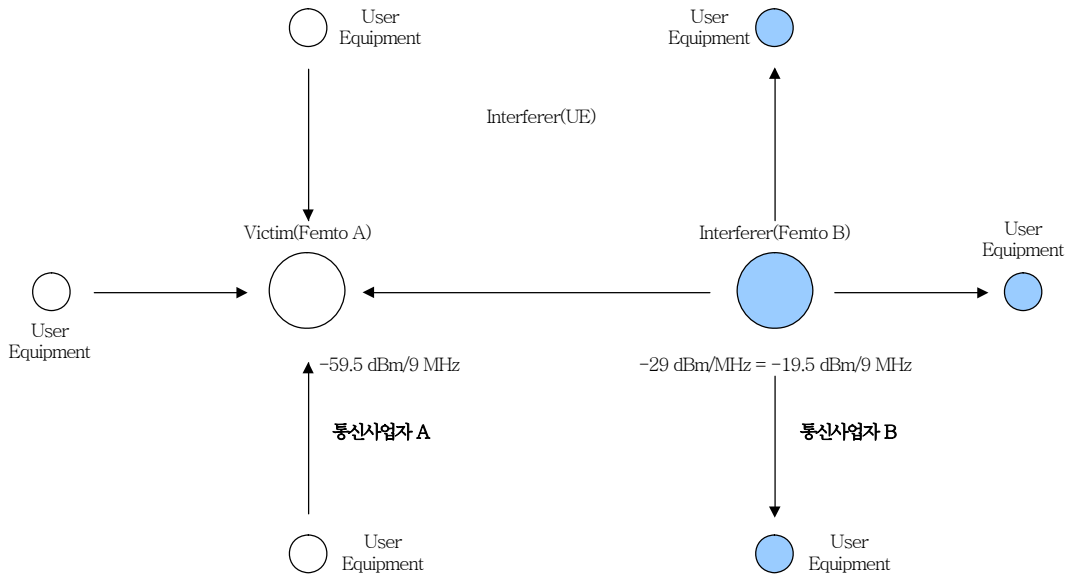 User
Equipment
User
Equipment
Interferer(UE)
Victim(Femto A)
Interferer(Femto B)
User
Equipment
User
Equipment
-59.5 dBm/9 MHz
-29 dBm/MHz = -19.5 dBm/9 MHz
통신사업자 A
통신사업자 B
User
Equipment
User
Equipment